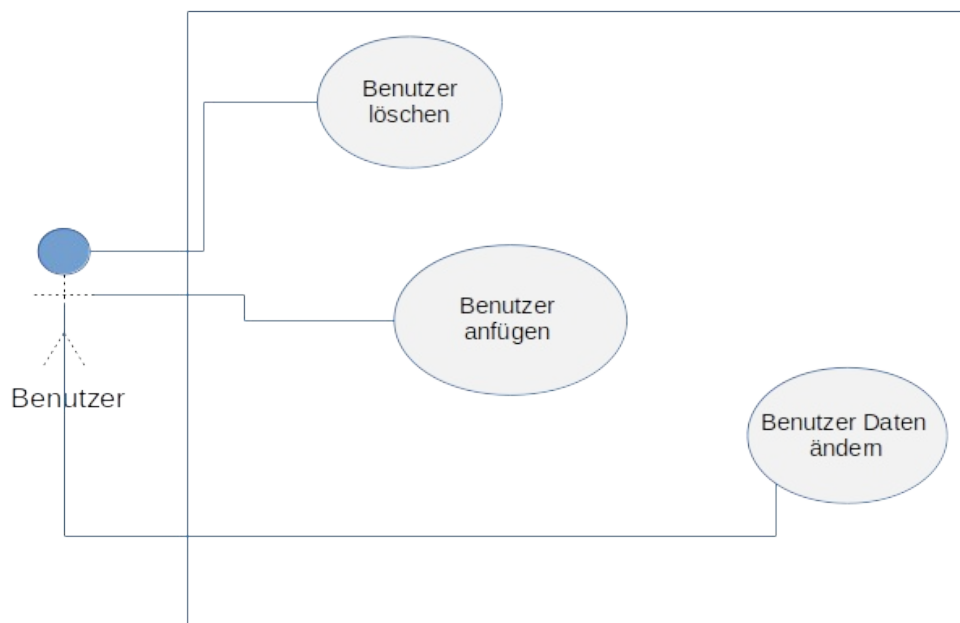 Benutzer
löschen
Benutzer
anfügen
Benutzer
Benutzer Daten
ändern